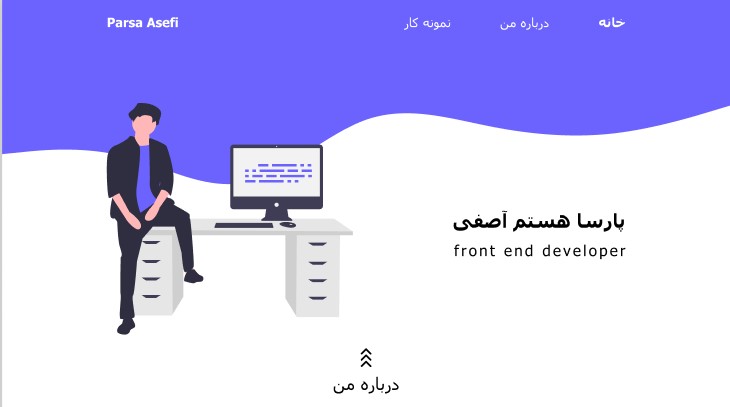 خانه
درباره من
نمونه کار
Parsa Asefi
پارسا هستم آصفی
front end developer
درباره من